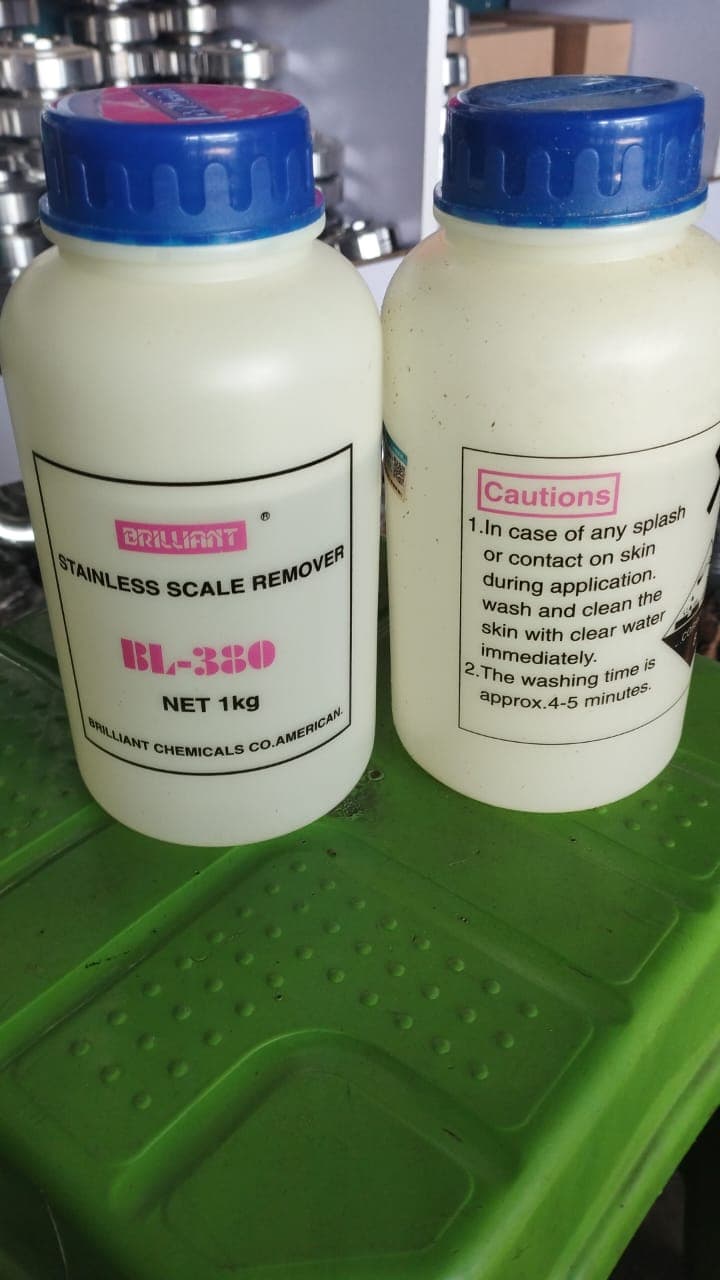 BRILLIANT ®
STAINLESS SCALE REMOVER
BL-380
NET 1kg
BRILLIANT CHEMICALS CO.AMERICAN.
Cautions
1.In case of any splash
or contact on skin
during application.
wash and clean the
skin with clear water
immediately.
2.The washing time is
approx.4-5 minutes.